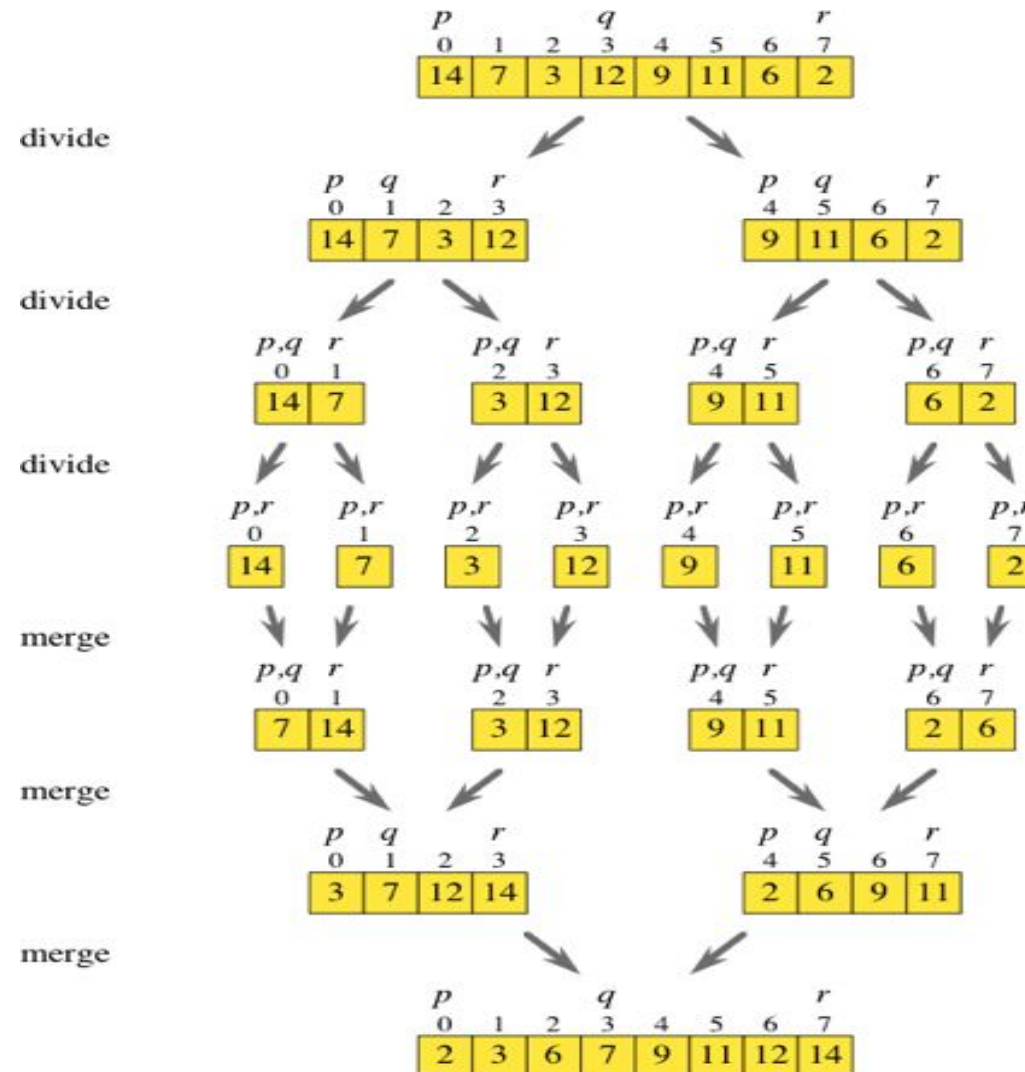 p q r
0 1 2 3 4 5 6 7
14 7 3 12 9 11 6 2
divide
p q r p q r
0 1 2 3 4 5 6 7
14 7 3 12 9 11 6 2
divide
p,q r p,q r p,q r p,q r
0 1 2 3 4 5 6 7
14 7 3 12 9 11 6 2
divide
p,r p,r p,r p,r p,r p,r p,r p,r
0 1 2 3 4 5 6 7
14 7 3 12 9 11 6 2
merge
p,q r p,q r p,q r p,q r
0 1 2 3 4 5 6 7
7 14 3 12 9 11 2 6
merge
p q r p q r
0 1 2 3 4 5 6 7
3 7 12 14 2 6 9 11
merge
p q r
0 1 2 3 4 5 6 7
2 3 6 7 9 11 12 14